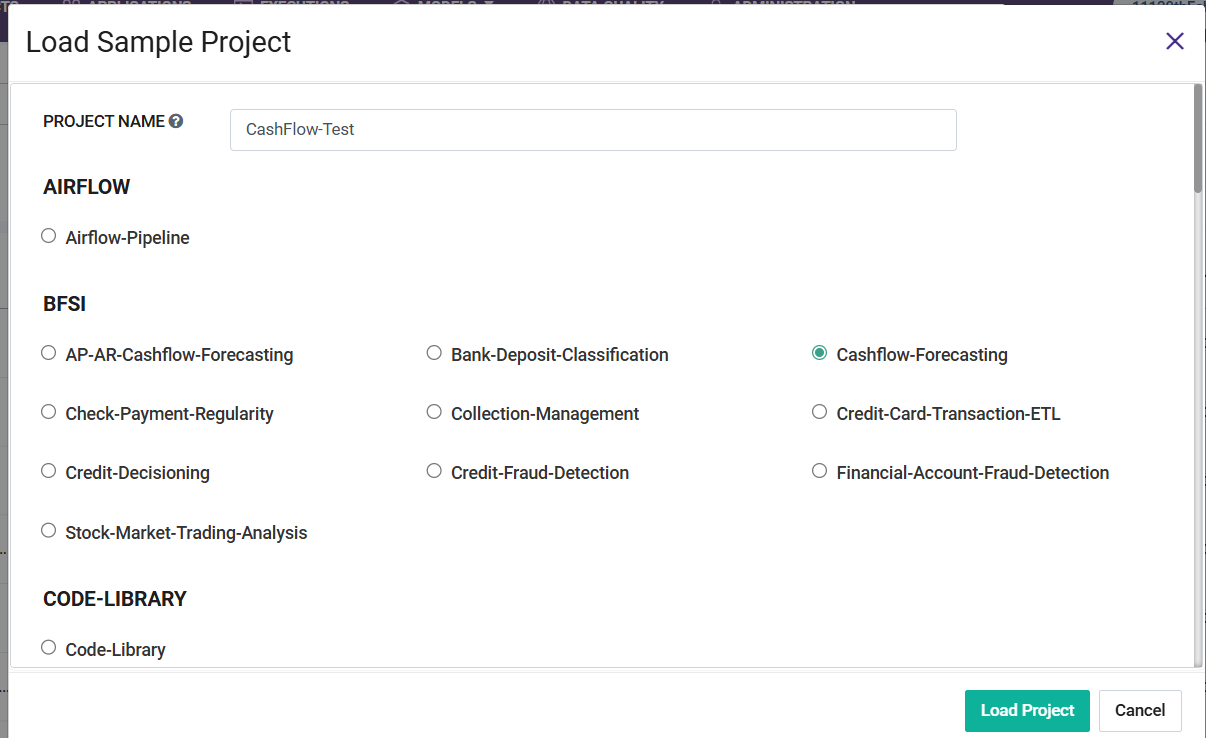 Load Sample Project
PROJECT NAME
CashFlow-Test
AIRFLOW
Airflow-Pipeline
BFSI
AP-AR-Cashflow-Forecasting Bank-Deposit-Classification Cashflow-Forecasting
Check-Payment-Regularity Collection-Management Credit-Card-Transaction-ETL
Credit-Decisioning Credit-Fraud-Detection Financial-Account-Fraud-Detection
Stock-Market-Trading-Analysis
CODE-LIBRARY
Code-Library
Load Project Cancel